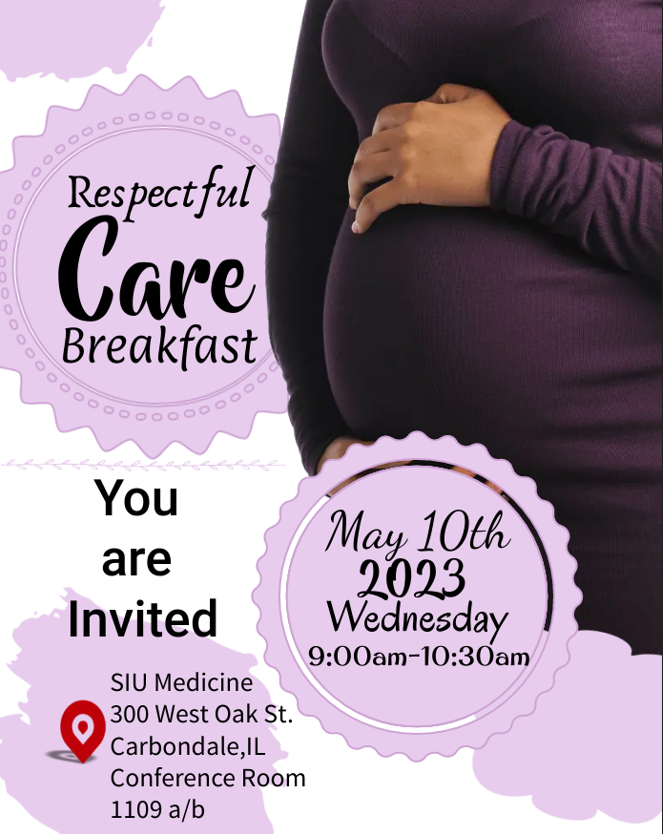 Respectful
Care
Breakfast
You
are
Invited
May 10th
2023
Wednesday
9:00am-10:30am
SIU Medicine
300 West Oak St.
Carbondale,IL
Conference Room
1109 a/b